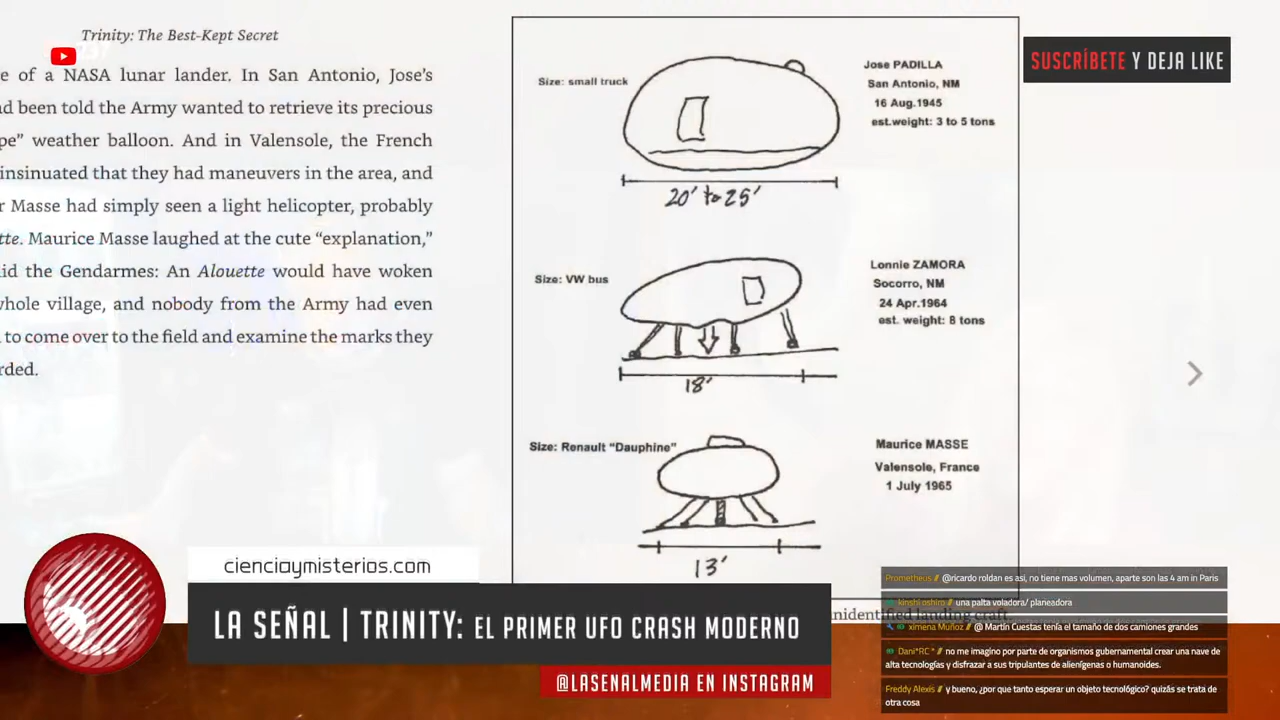 Trinity: The Best-Kept Secret
e of a NASA lunar lander. In San Antonio, Jose’s
ad been told the Army wanted to retrieve its precious
pe” weather balloon. And in Valensole, the French
insinuated that they had maneuvers in the area, and
r Masse had simply seen a light helicopter, probably
tte. Maurice Masse laughed at the cute “explanation,”
id the Gendarmes: An Alouette would have woken
whole village, and nobody from the Army had even
to come over to the field and examine the marks they
rded.
Size: small truck
Jose PADILLA
San Antonio, NM
16 Aug.1945
est.weight: 3 to 5 tons
20' to 25'
Size: VW bus
Lonnie ZAMORA
Socorro, NM
24 Apr.1964
est. weight: 8 tons
18'
Size: Renault "Dauphine"
Maurice MASSE
Valensole, France
1 July 1965
13'
unidentified landing craft
SUSCRÍBETE Y DEJA LIKE
cienciaymisterios.com
LA SEÑAL | TRINITY: EL PRIMER UFO CRASH MODERNO
@LASENALMEDIA EN INSTAGRAM
Prometheus // @ricardo roldan es asi, no tiene mas volumen, aparte son las 4 am in Paris
kinshi oshiro // una palta voladora/ planeadora
ximena Muñoz // @ Martín Cuestas tenía el tamaño de dos camiones grandes
Dani*RC * // no me imagino por parte de organismos gubernamental crear una nave de
alta tecnologías y disfrazar a sus tripulantes de alienígenas o humanoides.
Freddy Alexis // y bueno, ¿por que tanto esperar un objeto tecnológico? quizás se trata de
otra cosa